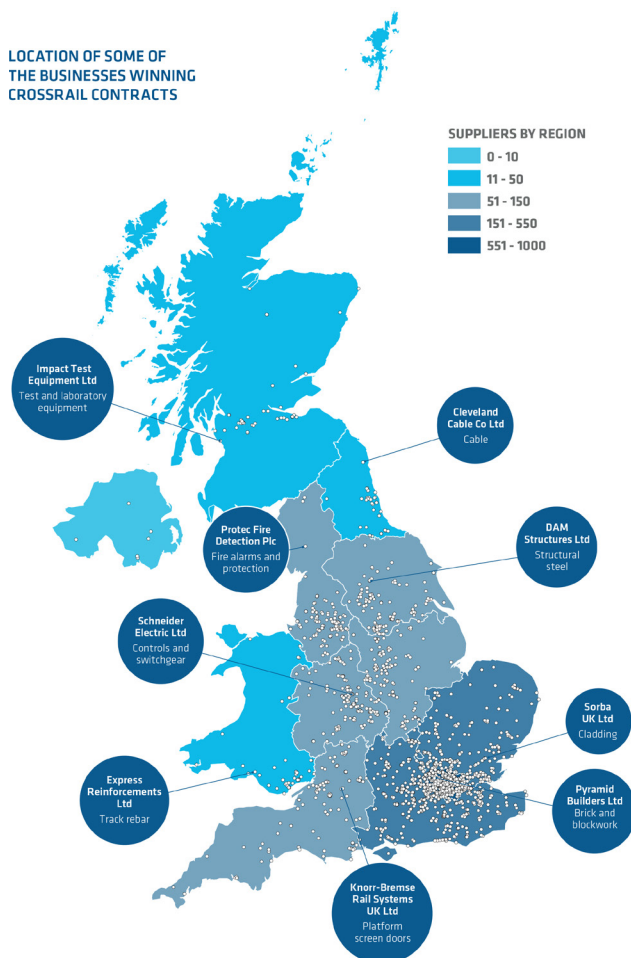 LOCATION OF SOME OF
THE BUSINESSES WINNING
CROSSRAIL CONTRACTS
SUPPLIERS BY REGION
0 - 10
11 - 50
51 - 150
151 - 550
551 - 1000
Impact Test
Equipment Ltd
Test and laboratory
equipment
Cleveland
Cable Co Ltd
Cable
Protec Fire
Detection Plc
Fire alarms and
protection
DAM
Structures Ltd
Structural
steel
Schneider
Electric Ltd
Controls and
switchgear
Sorba
UK Ltd
Cladding
Express
Reinforcements
Ltd
Track rebar
Pyramid
Builders Ltd
Brick and
blockwork
Knorr-Bremse
Rail Systems
UK Ltd
Platform
screen doors